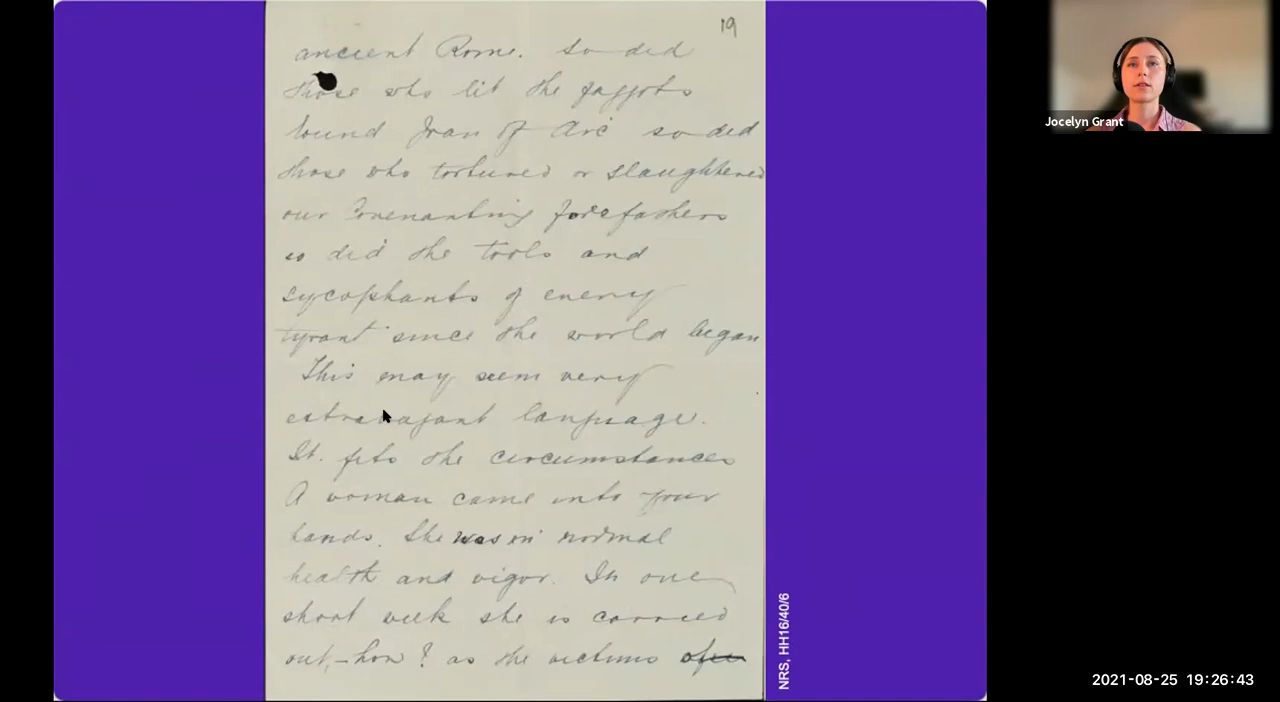 19
ancient Rome. So did
those who lit the faggots
round Joan of Arc so did
those who tortured or slaughtered
our Covenanting forefathers
so did the tools and
sycophants of every
tyrant since the world began
This may seem very
extravagant language.
It fits the circumstances
A woman came into your
hands. She was in normal
health and vigor. In one
short week she is carried
out, - how? as the victims
NRS, HH16/40/6
Jocelyn Grant
2021-08-25 19:26:43